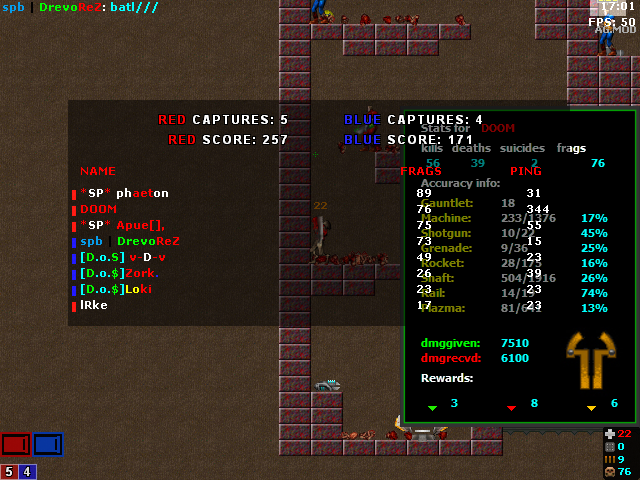 spb | DrevoReZ: batl///
17:01
FPS: 50
AG.MOD
RED CAPTURES: 5 BLUE CAPTURES: 4
RED SCORE: 257 BLUE SCORE: 171
Stats for DOOM
kills deaths suicides frags
56 39 2 76
NAME FRAGS PING
Accuracy info:
*SP* phaeton 89 31
DOOM 76 344
*SP* Apue[], 75 55
spb | DrevoReZ 73 15
[D.o.S] v-D-v 49 23
[D.o.$]Zork. 26 39
[D.o.$]Loki 23 23
lRke 17 23
Gauntlet: 18
Machine: 233/1376 17%
Shotgun: 10/22 45%
Grenade: 9/36 25%
Rocket: 28/175 16%
Shaft: 504/1916 26%
Rail: 14/19 74%
Plazma: 81/641 13%
22
dmggiven: 7510
dmgrecvd: 6100
Rewards:
3 8 6
5 4
22
0
9
76